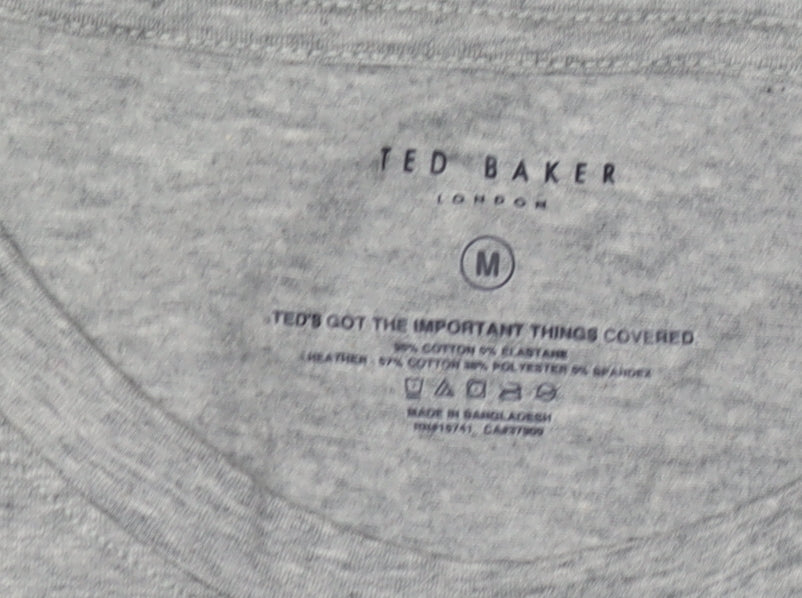 TED BAKER
LONDON
M
TED'S GOT THE IMPORTANT THINGS COVERED
COTTON 5% ELASTANE
HEATHER 57% COTTON 38% POLYESTER 5% SPANDEX
MADE IN BANGLADESH